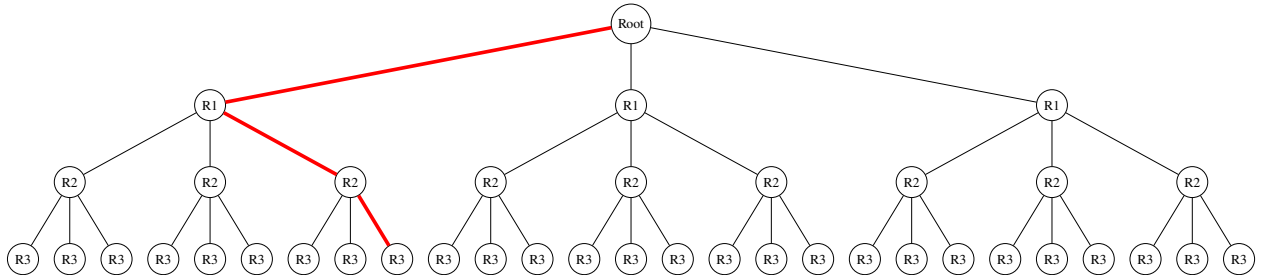 Root
R1 R1 R1
R2 R2 R2 R2 R2 R2 R2 R2 R2
R3 R3 R3 R3 R3 R3 R3 R3 R3 R3 R3 R3 R3 R3 R3 R3 R3 R3 R3 R3 R3 R3 R3 R3 R3 R3 R3